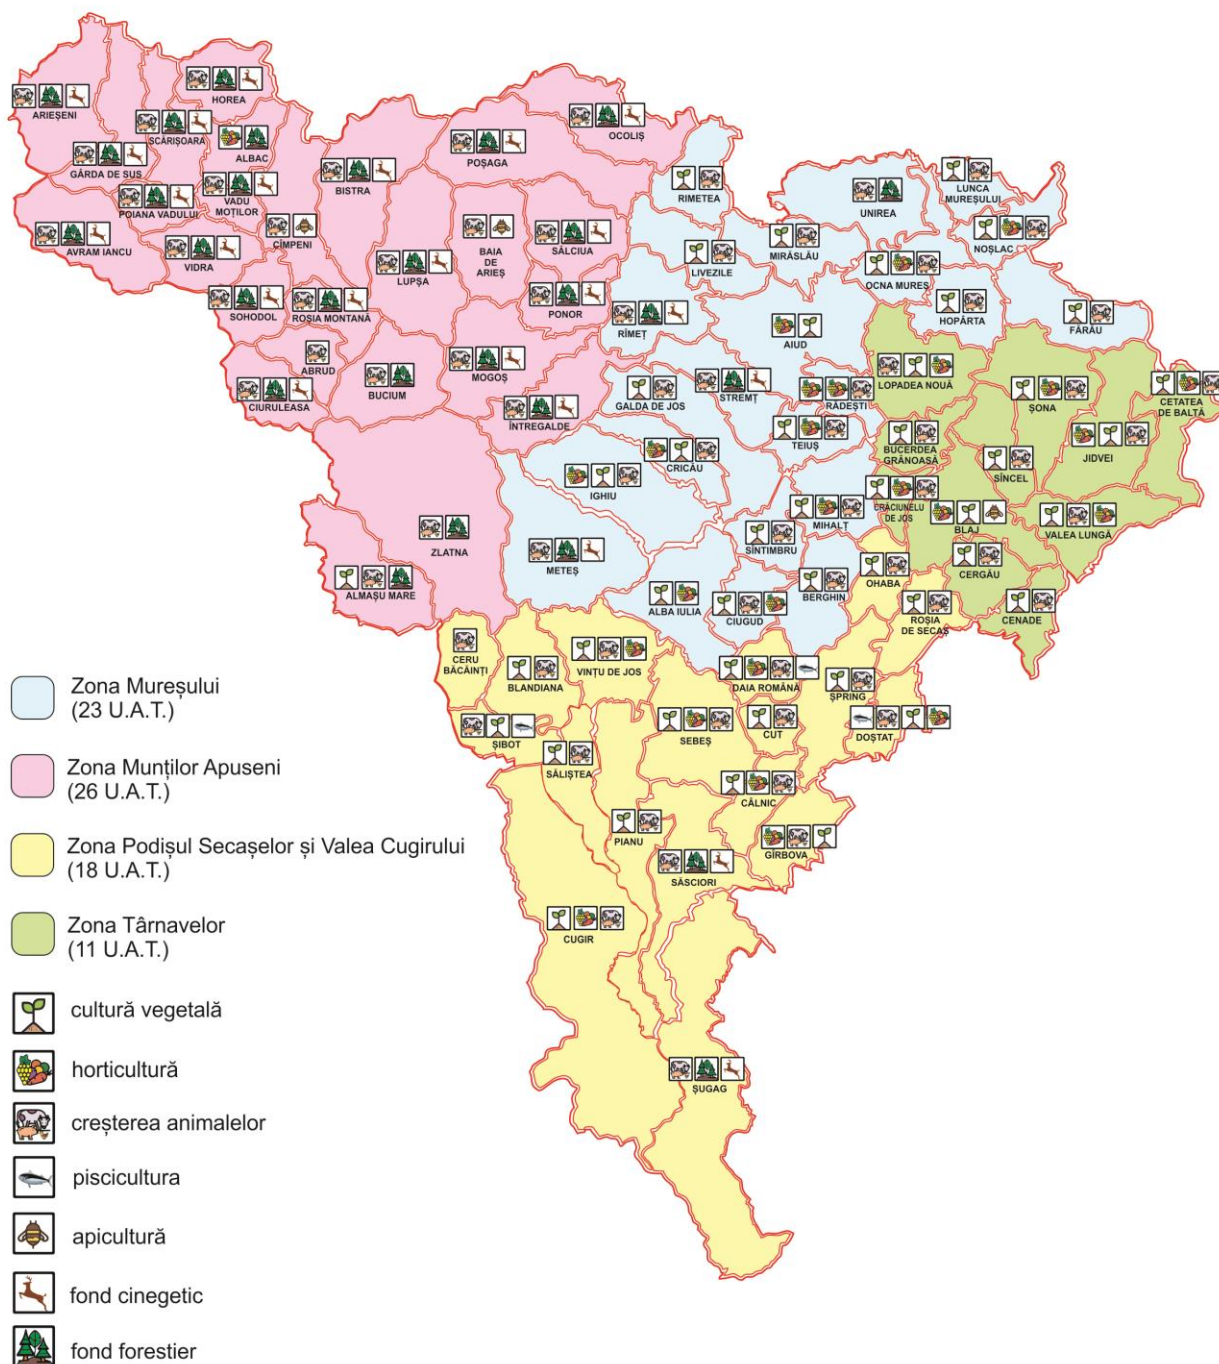 HOREA
ARIEȘENI
SCĂRIȘOARA
ALBAC
GÂRDA DE SUS
POIANA VADULUI
VADU
MOȚILOR
AVRAM IANCU
VIDRA
CÎMPENI
BISTRA
POȘAGA
OCOLIȘ
BAIA
DE
ARIEȘ
SĂLCIUA
LUPȘA
SOHODOL
ROȘIA MONTANĂ
PONOR
ABRUD
CIURULEASA
BUCIUM
MOGOȘ
ÎNTREGALDE
ZLATNA
ALMAȘU MARE
RIMETEA
UNIREA
LUNCA
MUREȘULUI
NOȘLAC
LIVEZILE
MIRĂSLĂU
OCNA MUREȘ
HOPÂRTA
FĂRĂU
RÎMEȚ
AIUD
LOPADEA NOUĂ
GALDA DE JOS
STREMȚ
RĂDEȘTI
ȘONA
CETATEA
DE BALTĂ
TEIUȘ
BUCERDEA
GRÂNOASĂ
JIDVEI
CRICĂU
IGHIU
SÎNCEL
MIHALȚ
CRĂCIUNELU
DE JOS
BLAJ
VALEA LUNGĂ
SÎNTIMBRU
METEȘ
OHABA
CERGĂU
ALBA IULIA
CIUGUD
BERGHIN
ROȘIA
DE SECAȘ
CENADE
CERU
BĂCĂINȚI
BLANDIANA
VINȚU DE JOS
DAIA ROMÂNĂ
ȘPRING
ȘIBOT
SĂLIȘTEA
SEBEȘ
CUT
DOȘTAT
CÂLNIC
PIANU
GÎRBOVA
SĂSCIORI
CUGIR
ȘUGAG
Zona Mureșului
(23 U.A.T.)
Zona Munților Apuseni
(26 U.A.T.)
Zona Podișul Secașelor și Valea Cugirului
(18 U.A.T.)
Zona Târnavelor
(11 U.A.T.)
cultură vegetală
horticultură
creșterea animalelor
piscicultura
apicultură
fond cinegetic
fond forestier